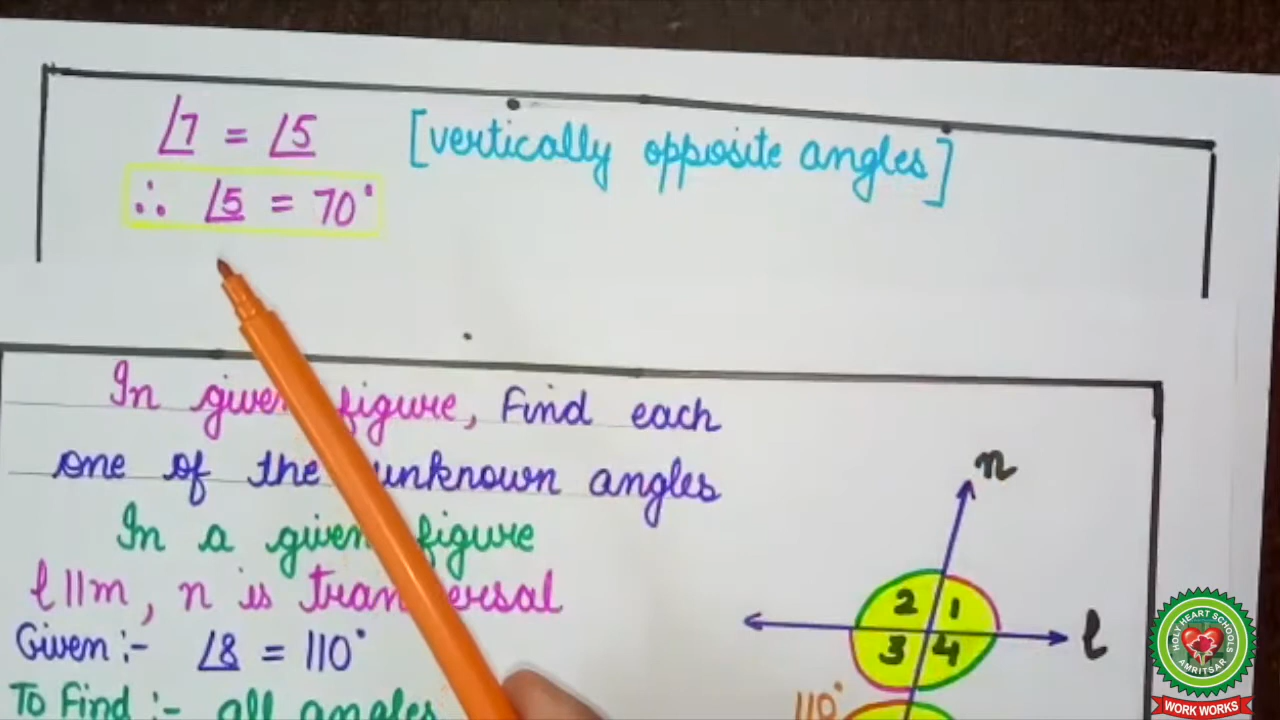 ∠7 = ∠5 [vertically opposite angles]
∴ ∠5 = 70°
In given figure, Find each
one of the unknown angles
In a given figure
l || m, n is transversal
Given :- ∠8 = 110°
To Find :- all angles
n
2 1
3 4
l
110°
HOLY HEART SCHOOLS
AMRITSAR
WORK WORKS